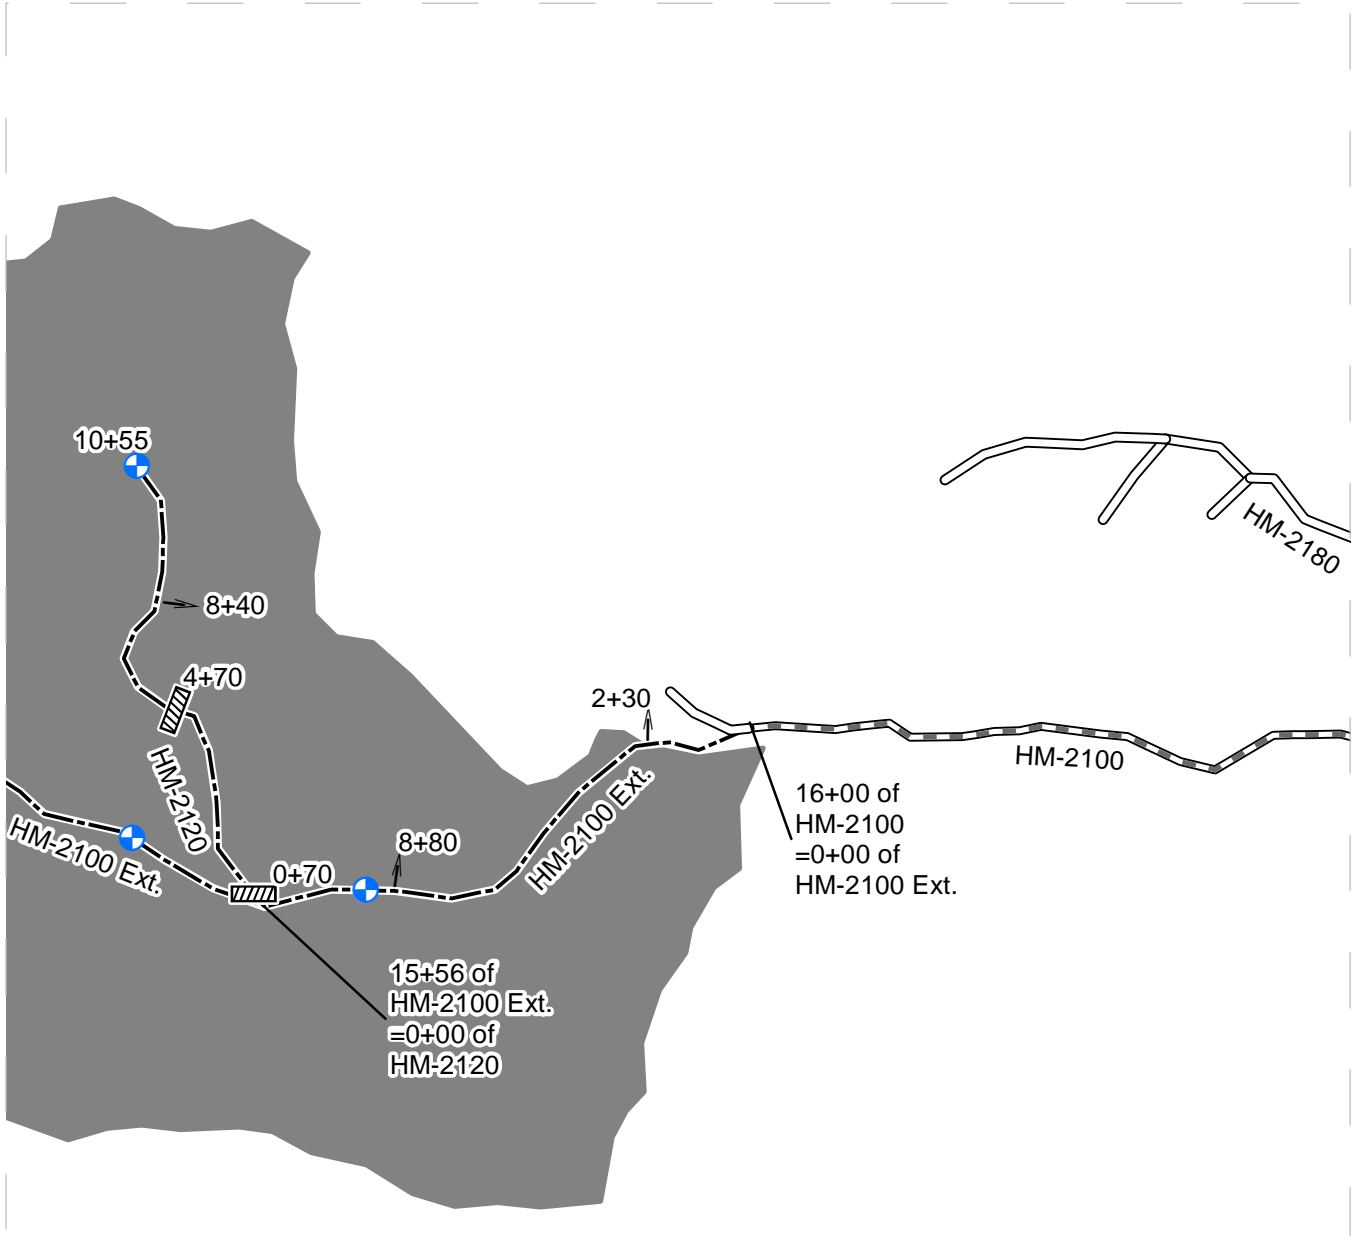 10+55
HM-2180
8+40
4+70
2+30
HM-2100
HM-2120
HM-2100 Ext.
16+00 of
HM-2100
=0+00 of
HM-2100 Ext.
HM-2100 Ext.
8+80
0+70
15+56 of
HM-2100 Ext.
=0+00 of
HM-2120